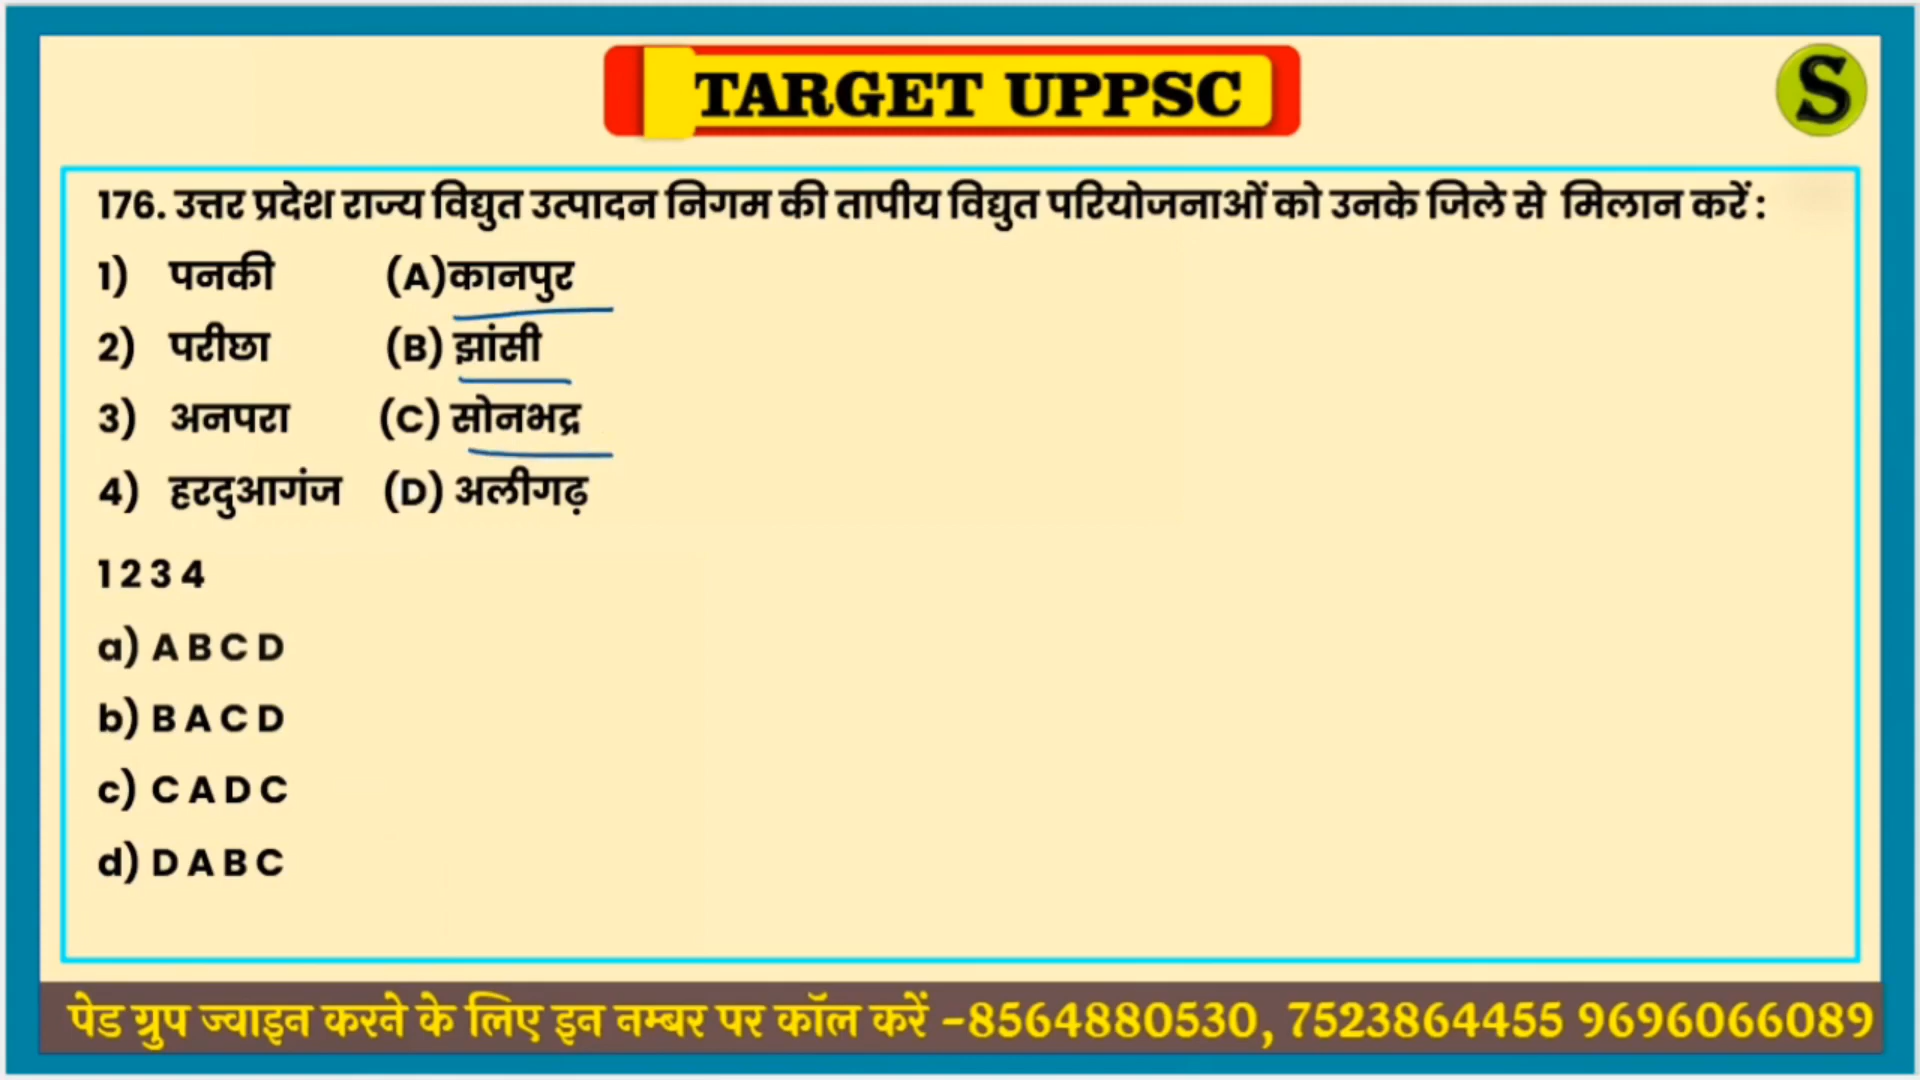 TARGET UPPSC
S
176. उत्तर प्रदेश राज्य विद्युत उत्पादन निगम की तापीय विद्युत परियोजनाओं को उनके जिले से मिलान करें :
1) पनकी (A)कानपुर
2) परीछा (B) झांसी
3) अनपरा (C) सोनभद्र
4) हरदुआगंज (D) अलीगढ़
1 2 3 4
a) A B C D
b) B A C D
c) C A D C
d) D A B C
पेड ग्रुप ज्वाइन करने के लिए इन नम्बर पर कॉल करें -8564880530, 7523864455 9696066089